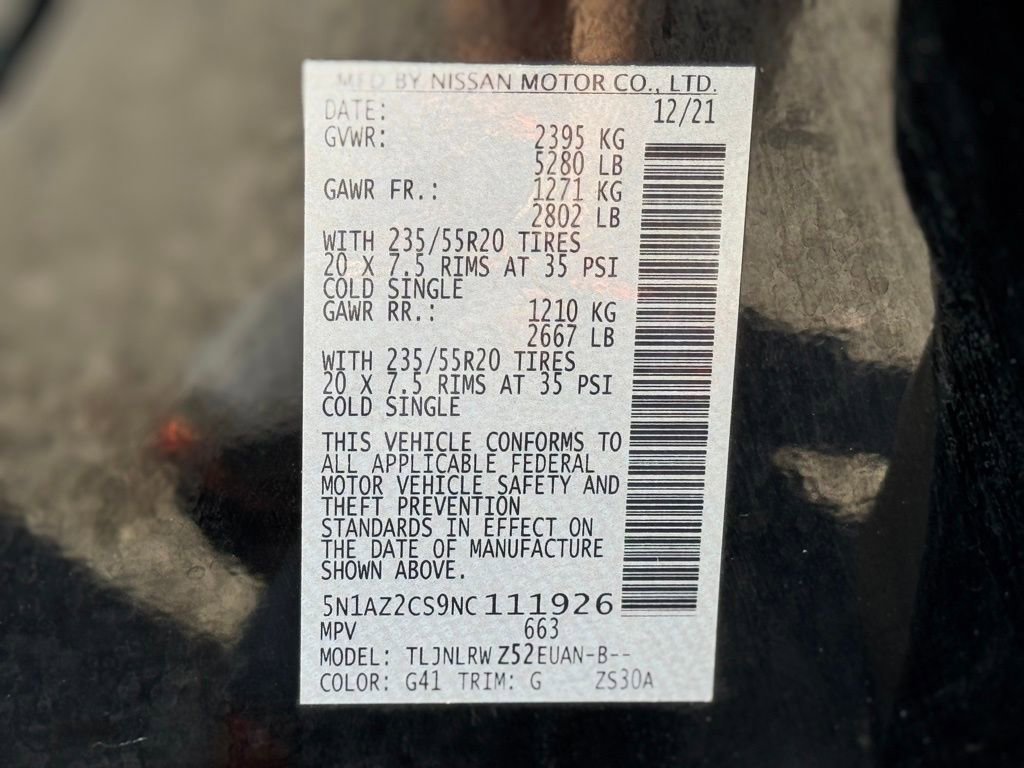 MFD BY NISSAN MOTOR CO., LTD.
DATE: 12/21
GVWR: 2395 KG
5280 LB
GAWR FR.: 1271 KG
2802 LB
WITH 235/55R20 TIRES
20 X 7.5 RIMS AT 35 PSI
COLD SINGLE
GAWR RR.: 1210 KG
2667 LB
WITH 235/55R20 TIRES
20 X 7.5 RIMS AT 35 PSI
COLD SINGLE
THIS VEHICLE CONFORMS TO
ALL APPLICABLE FEDERAL
MOTOR VEHICLE SAFETY AND
THEFT PREVENTION
STANDARDS IN EFFECT ON
THE DATE OF MANUFACTURE
SHOWN ABOVE.
5N1AZ2CS9NC111926
MPV 663
MODEL: TLJNLRW Z52EUAN-B--
COLOR: G41 TRIM: G ZS30A